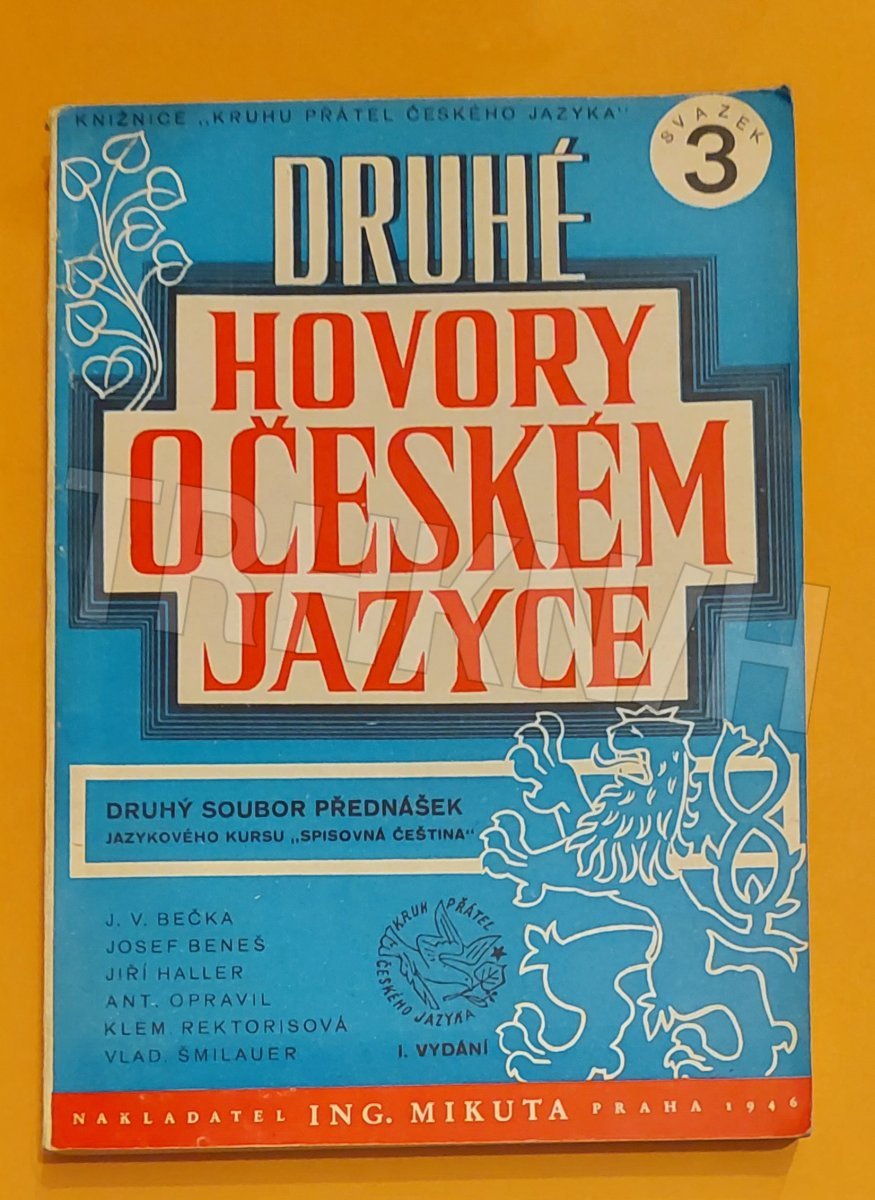 KNIŽNICE „KRUHU PŘÁTEL ČESKÉHO JAZYKA"
SVAZEK
3
DRUHÉ
HOVORY
O ČESKÉM
JAZYCE
TRHKNIH
DRUHÝ SOUBOR PŘEDNÁŠEK
JAZYKOVÉHO KURSU „SPISOVNÁ ČEŠTINA"
J. V. BEČKA
JOSEF BENEŠ
JIŘÍ HALLER
ANT. OPRAVIL
KLEM. REKTORISOVÁ
VLAD. ŠMILAUER
KRUH PŘÁTEL
ČESKÉHO JAZYKA
I. VYDÁNÍ
NAKLADATEL ING. MIKUTA PRAHA 1946